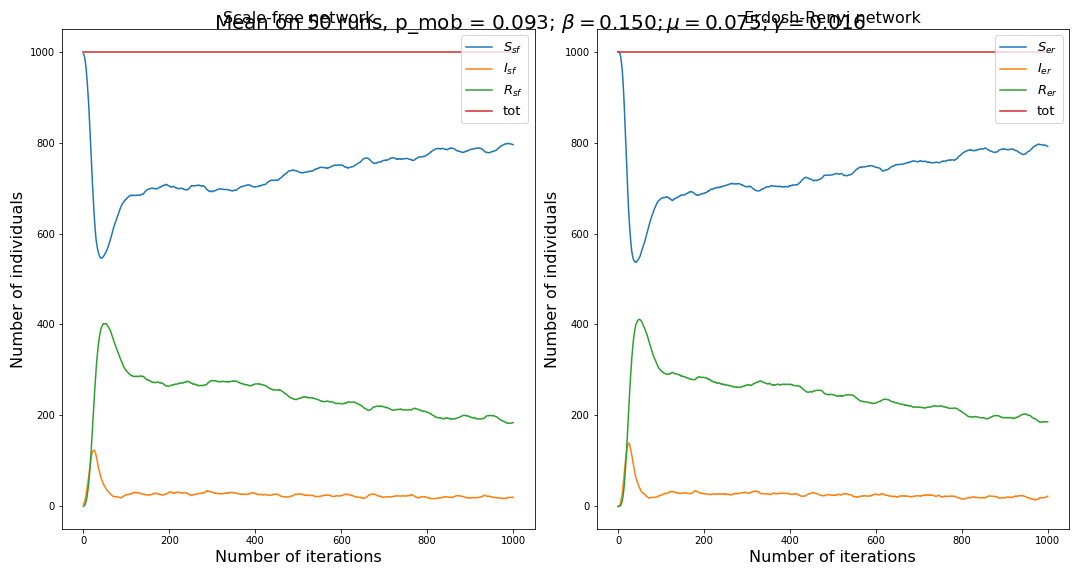 Scale-free network
Erdosh-Renyi network
Mean on 50 runs, p_mob = 0.093; β = 0.150; μ = 0.075; γ = 0.016
1000
800
600
400
200
0
Number of individuals
S_sf
I_sf
R_sf
tot
0 200 400 600 800 1000
Number of iterations
1000
800
600
400
200
0
Number of individuals
S_er
I_er
R_er
tot
0 200 400 600 800 1000
Number of iterations